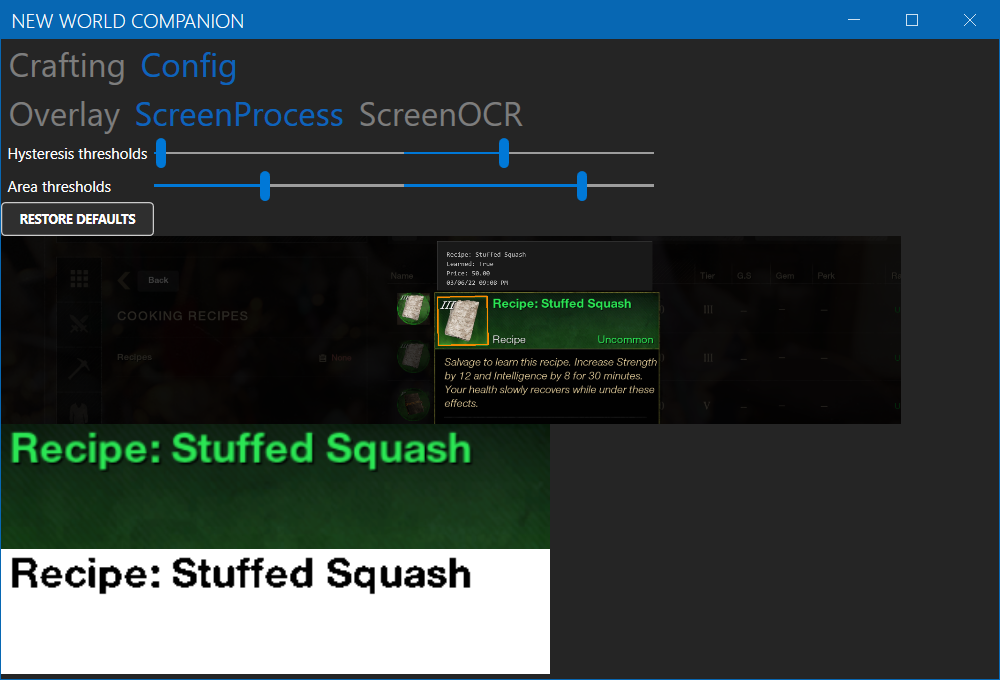 NEW WORLD COMPANION
Crafting Config
Overlay ScreenProcess ScreenOCR
Hysteresis thresholds
Area thresholds
RESTORE DEFAULTS
Recipe: Stuffed Squash
Learned: True
Price: 50.00
03/06/22 09:08 PM
Name Tier G.S Gem Perk
Back
III Recipe: Stuffed Squash III
COOKING RECIPES
Recipe Uncommon
Recipes None III
Salvage to learn this recipe. Increase Strength
by 12 and Intelligence by 8 for 30 minutes.
Your health slowly recovers while under these
effects.
V
Recipe: Stuffed Squash
Recipe: Stuffed Squash